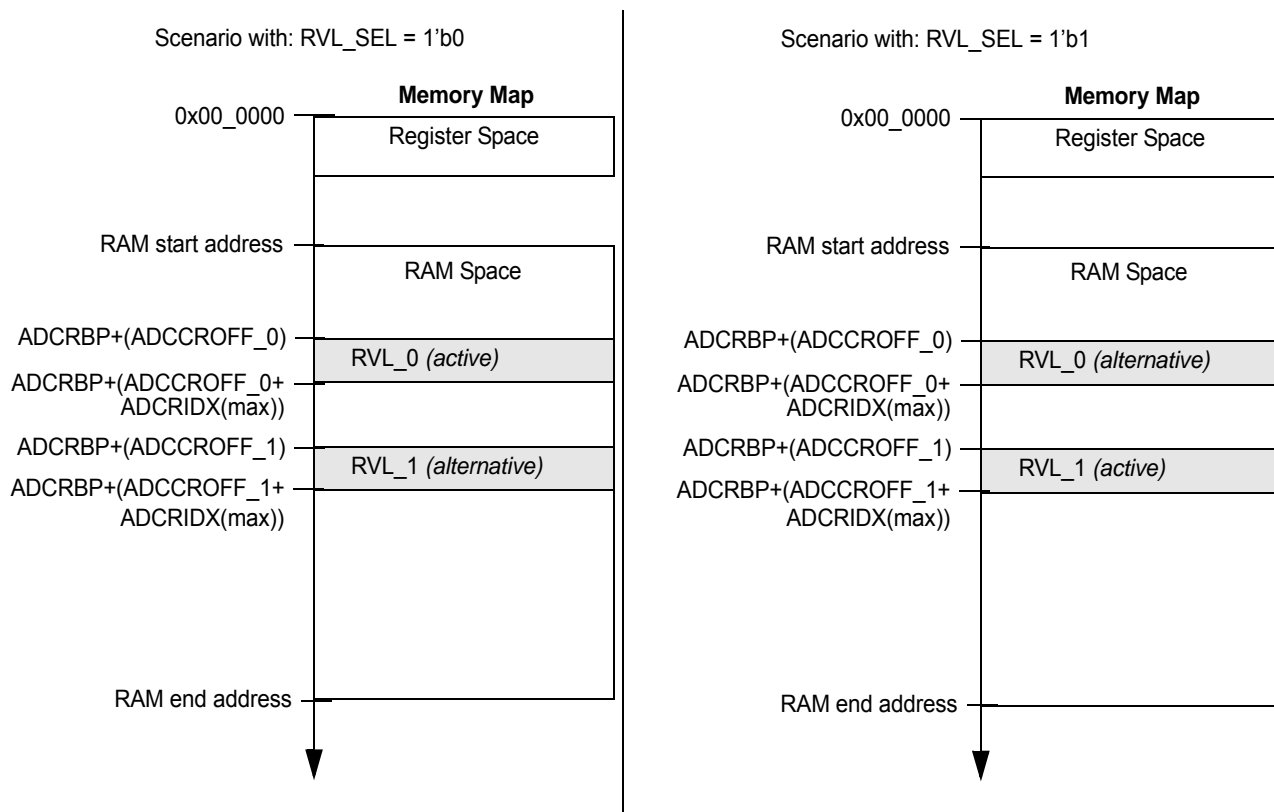 Scenario with: RVL_SEL = 1’b0
Memory Map
0x00_0000
Register Space
RAM start address
RAM Space
ADCRBP+(ADCCROFF_0)
RVL_0 (active)
ADCRBP+(ADCCROFF_0+
ADCRIDX(max))
ADCRBP+(ADCCROFF_1)
RVL_1 (alternative)
ADCRBP+(ADCCROFF_1+
ADCRIDX(max))
RAM end address
Scenario with: RVL_SEL = 1’b1
Memory Map
0x00_0000
Register Space
RAM start address
RAM Space
ADCRBP+(ADCCROFF_0)
RVL_0 (alternative)
ADCRBP+(ADCCROFF_0+
ADCRIDX(max))
ADCRBP+(ADCCROFF_1)
RVL_1 (active)
ADCRBP+(ADCCROFF_1+
ADCRIDX(max))
RAM end address